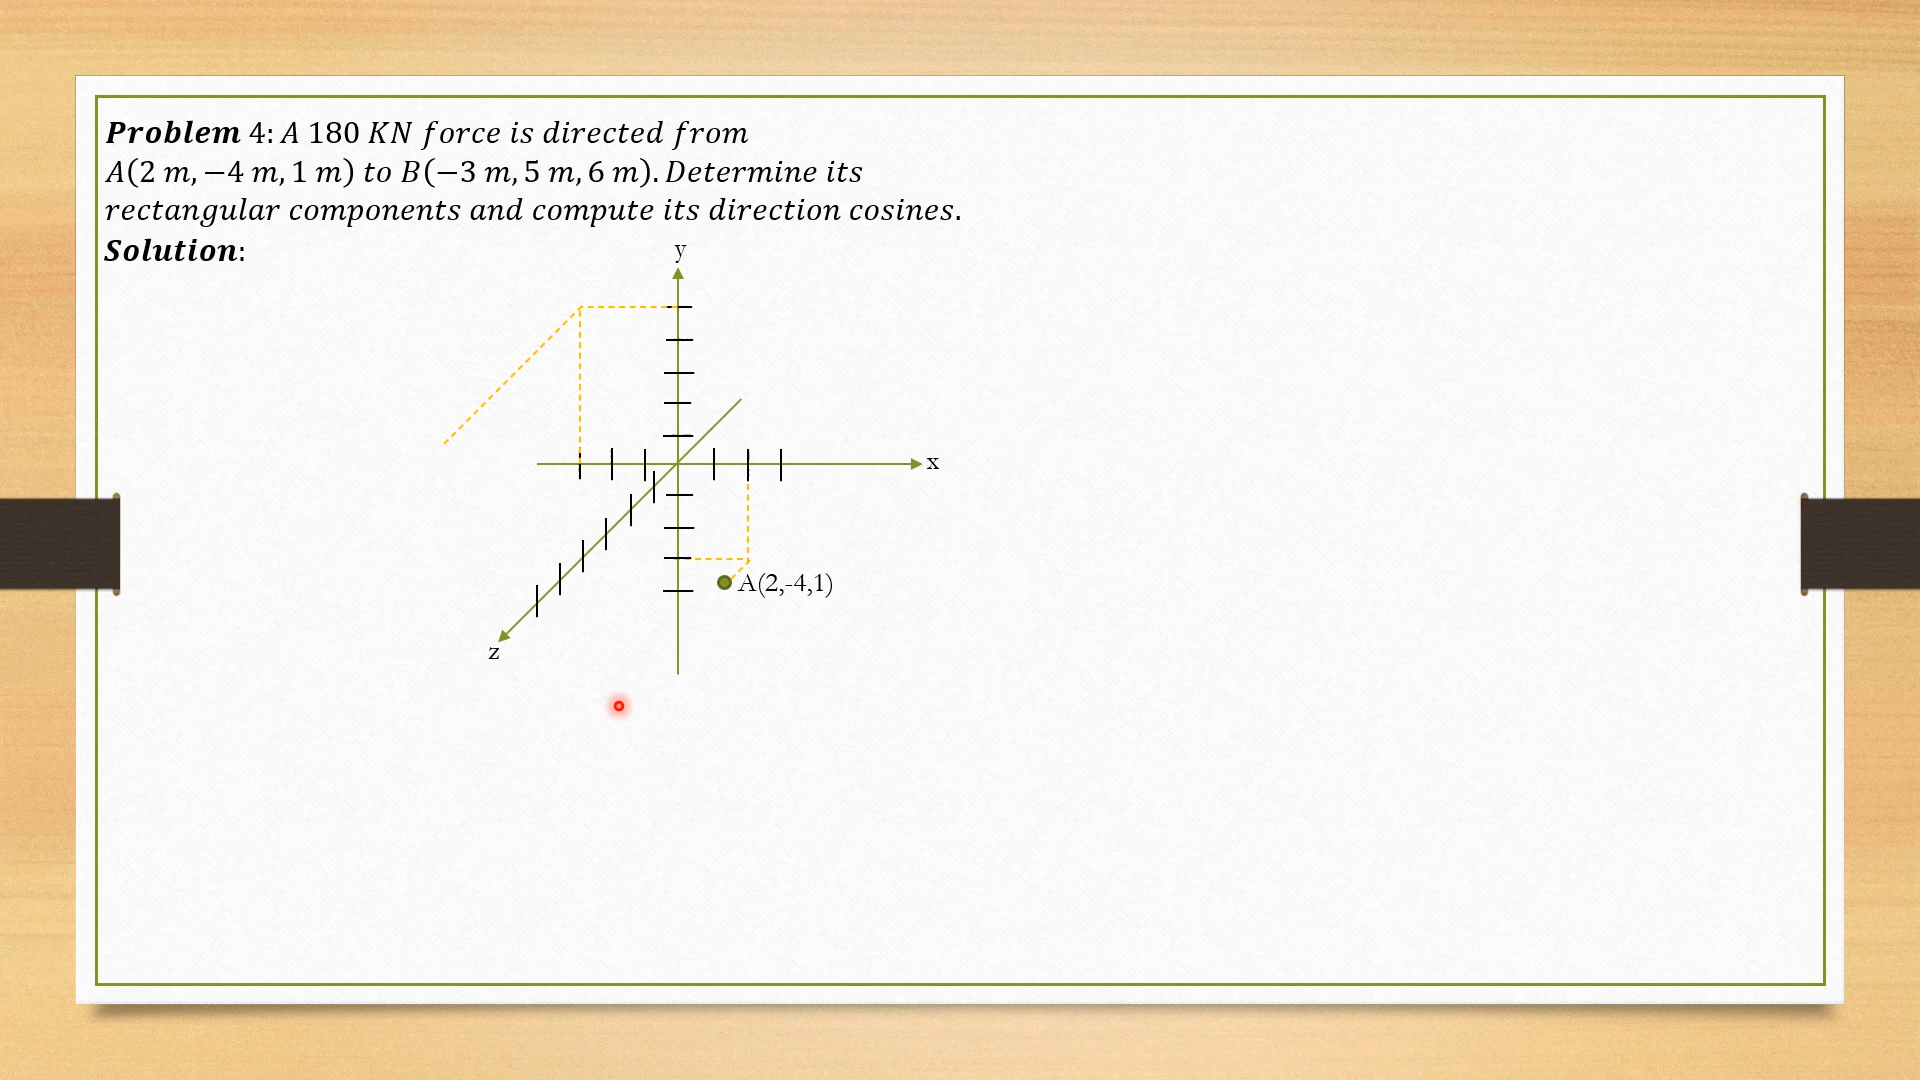 Problem 4: A 180 KN force is directed from
A(2 m, −4 m, 1 m) to B(−3 m, 5 m, 6 m). Determine its
rectangular components and compute its direction cosines.
Solution:
y
x
A(2,-4,1)
z